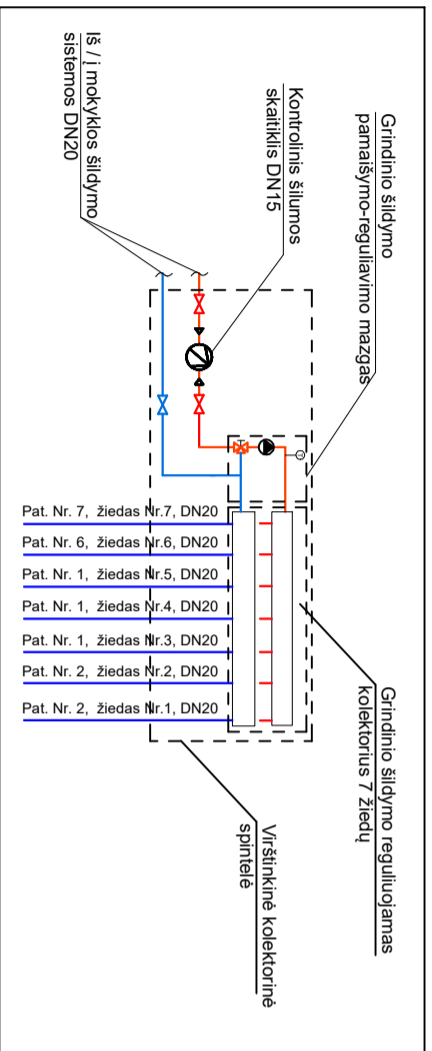 Grindinio šildymo
pamaišymo-reguliavimo mazgas
Kontrolinis šilumos
skaitiklis DN15
Iš / į mokyklos šildymo
sistemos DN20
Grindinio šildymo reguliuojamas
kolektorius 7 žiedų
Virštinkinė kolektorinė
spintelė
T
Pat. Nr. 7, žiedas Nr.7, DN20
Pat. Nr. 6, žiedas Nr.6, DN20
Pat. Nr. 1, žiedas Nr.5, DN20
Pat. Nr. 1, žiedas Nr.4, DN20
Pat. Nr. 1, žiedas Nr.3, DN20
Pat. Nr. 2, žiedas Nr.2, DN20
Pat. Nr. 2, žiedas Nr.1, DN20